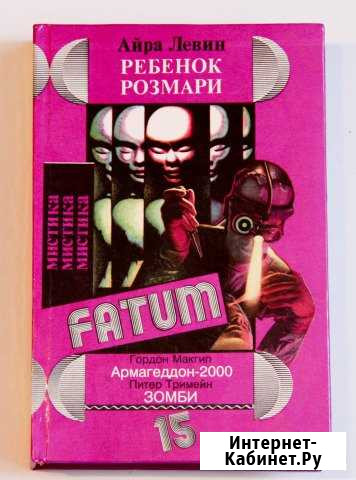 Айра Левин
РЕБЕНОК
РОЗМАРИ
мистика
мистика
мистика
FATUM
Гордон Макгил
Армагеддон-2000
Питер Тримейн
ЗОМБИ
15
Интернет-
Кабинет.Ру